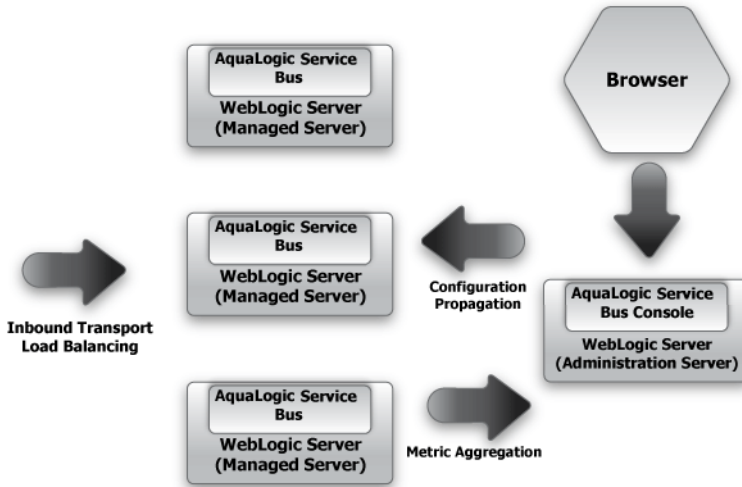 AquaLogic Service
Bus
WebLogic Server
(Managed Server)
Browser
AquaLogic Service
Bus
WebLogic Server
(Managed Server)
Inbound Transport
Load Balancing
Configuration
Propagation
AquaLogic Service
Bus Console
WebLogic Server
(Administration Server)
AquaLogic Service
Bus
WebLogic Server
(Managed Server)
Metric Aggregation